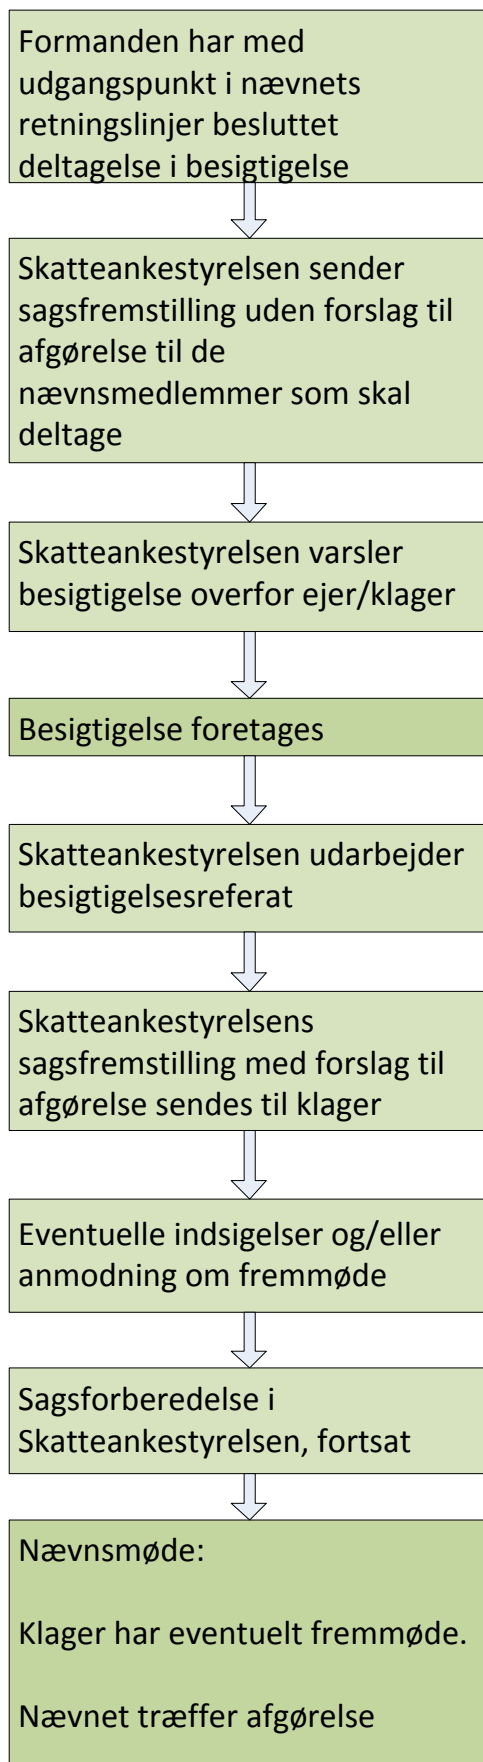 Formanden har med
udgangspunkt i nævnets
retningslinjer besluttet
deltagelse i besigtigelse
Skatteankestyrelsen sender
sagsfremstilling uden forslag til
afgørelse til de
nævnsmedlemmer som skal
deltage
Skatteankestyrelsen varsler
besigtigelse overfor ejer/klager
Besigtigelse foretages
Skatteankestyrelsen udarbejder
besigtigelsesreferat
Skatteankestyrelsens
sagsfremstilling med forslag til
afgørelse sendes til klager
Eventuelle indsigelser og/eller
anmodning om fremmøde
Sagsforberedelse i
Skatteankestyrelsen, fortsat
Nævnsmøde:
Klager har eventuelt fremmøde.
Nævnet træffer afgørelse